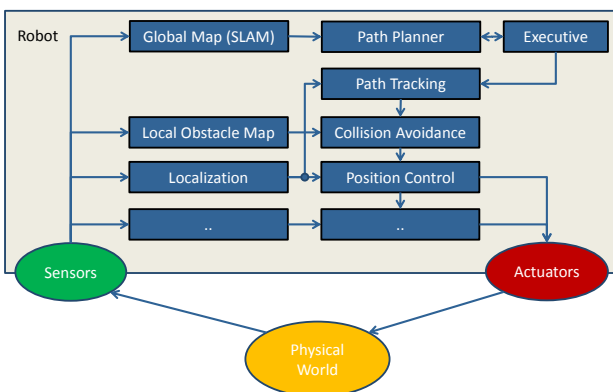 Robot
Global Map (SLAM)
Path Planner
Executive
Path Tracking
Local Obstacle Map
Collision Avoidance
Localization
Position Control
..
..
Sensors
Actuators
Physical
World